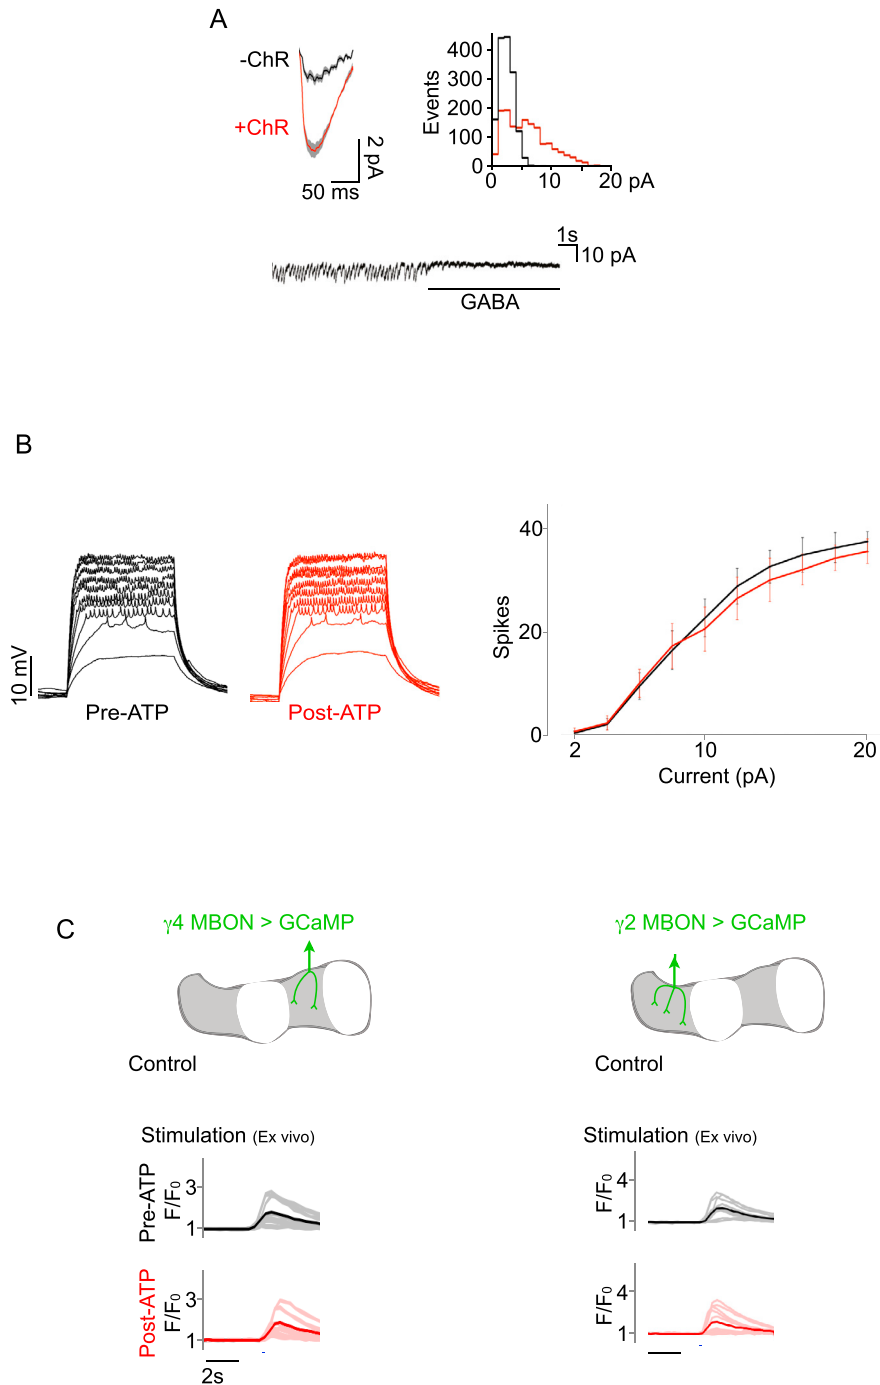 A
-ChR
+ChR
2 pA
50 ms
Events
400
300
200
100
0
0 10 20 pA
1s
10 pA
GABA
B
10 mV
Pre-ATP
Post-ATP
Spikes
40
20
0
2 10 20
Current (pA)
C
γ4 MBON > GCaMP
γ2 MBON > GCaMP
Control
Control
Stimulation (Ex vivo)
Stimulation (Ex vivo)
Pre-ATP
F/F0
3
1
F/F0
4
1
Post-ATP
F/F0
3
1
F/F0
4
1
2s